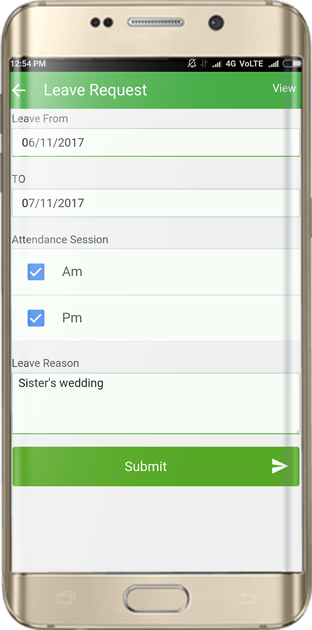 12:54 PM 4G VoLTE
Leave Request View
Leave From
06/11/2017
TO
07/11/2017
Attendance Session
Am
Pm
Leave Reason
Sister's wedding
Submit